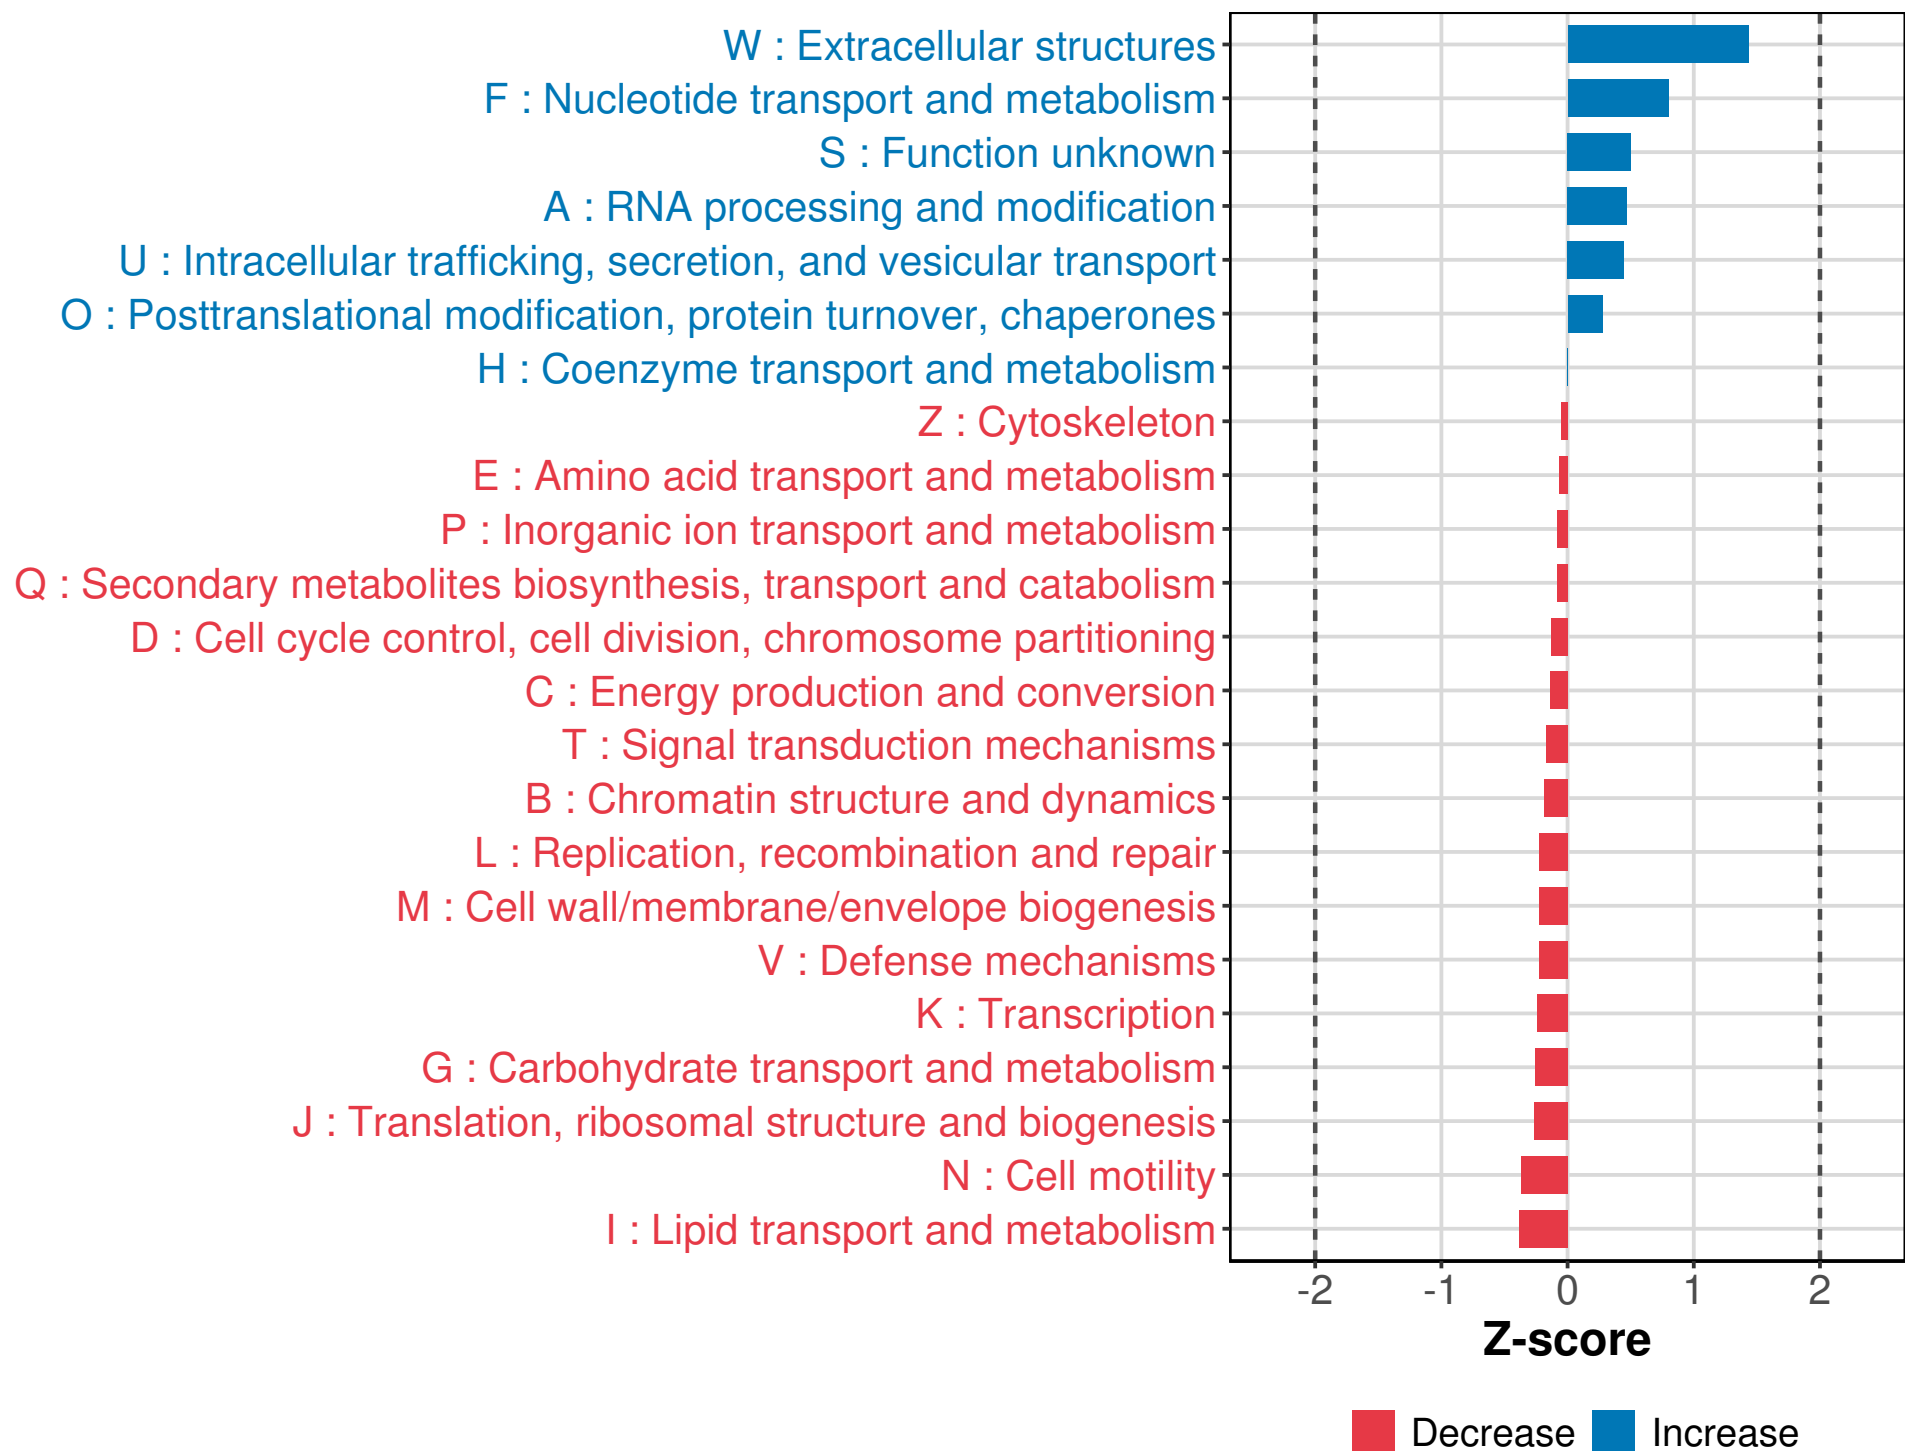 W : Extracellular structures
F : Nucleotide transport and metabolism
S : Function unknown
A : RNA processing and modification
U : Intracellular trafficking, secretion, and vesicular transport
O : Posttranslational modification, protein turnover, chaperones
H : Coenzyme transport and metabolism
Z : Cytoskeleton
E : Amino acid transport and metabolism
P : Inorganic ion transport and metabolism
Q : Secondary metabolites biosynthesis, transport and catabolism
D : Cell cycle control, cell division, chromosome partitioning
C : Energy production and conversion
T : Signal transduction mechanisms
B : Chromatin structure and dynamics
L : Replication, recombination and repair
M : Cell wall/membrane/envelope biogenesis
V : Defense mechanisms
K : Transcription
G : Carbohydrate transport and metabolism
J : Translation, ribosomal structure and biogenesis
N : Cell motility
I : Lipid transport and metabolism
-2 -1 0 1 2
Z-score
Decrease Increase